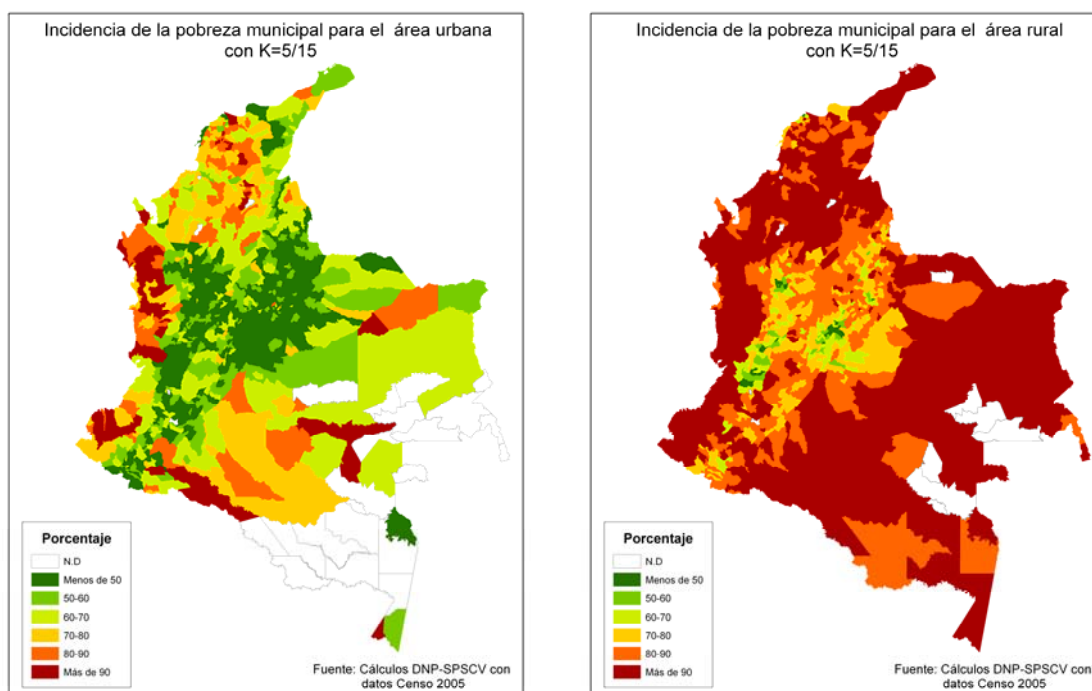 Incidencia de la pobreza municipal para el área urbana
con K=5/15
Porcentaje
N.D
Menos de 50
50-60
60-70
70-80
80-90
Más de 90
Fuente: Cálculos DNP-SPSCV con
datos Censo 2005
Incidencia de la pobreza municipal para el área rural
con K=5/15
Porcentaje
N.D
Menos de 50
50-60
60-70
70-80
80-90
Más de 90
Fuente: Cálculos DNP-SPSCV con
datos Censo 2005